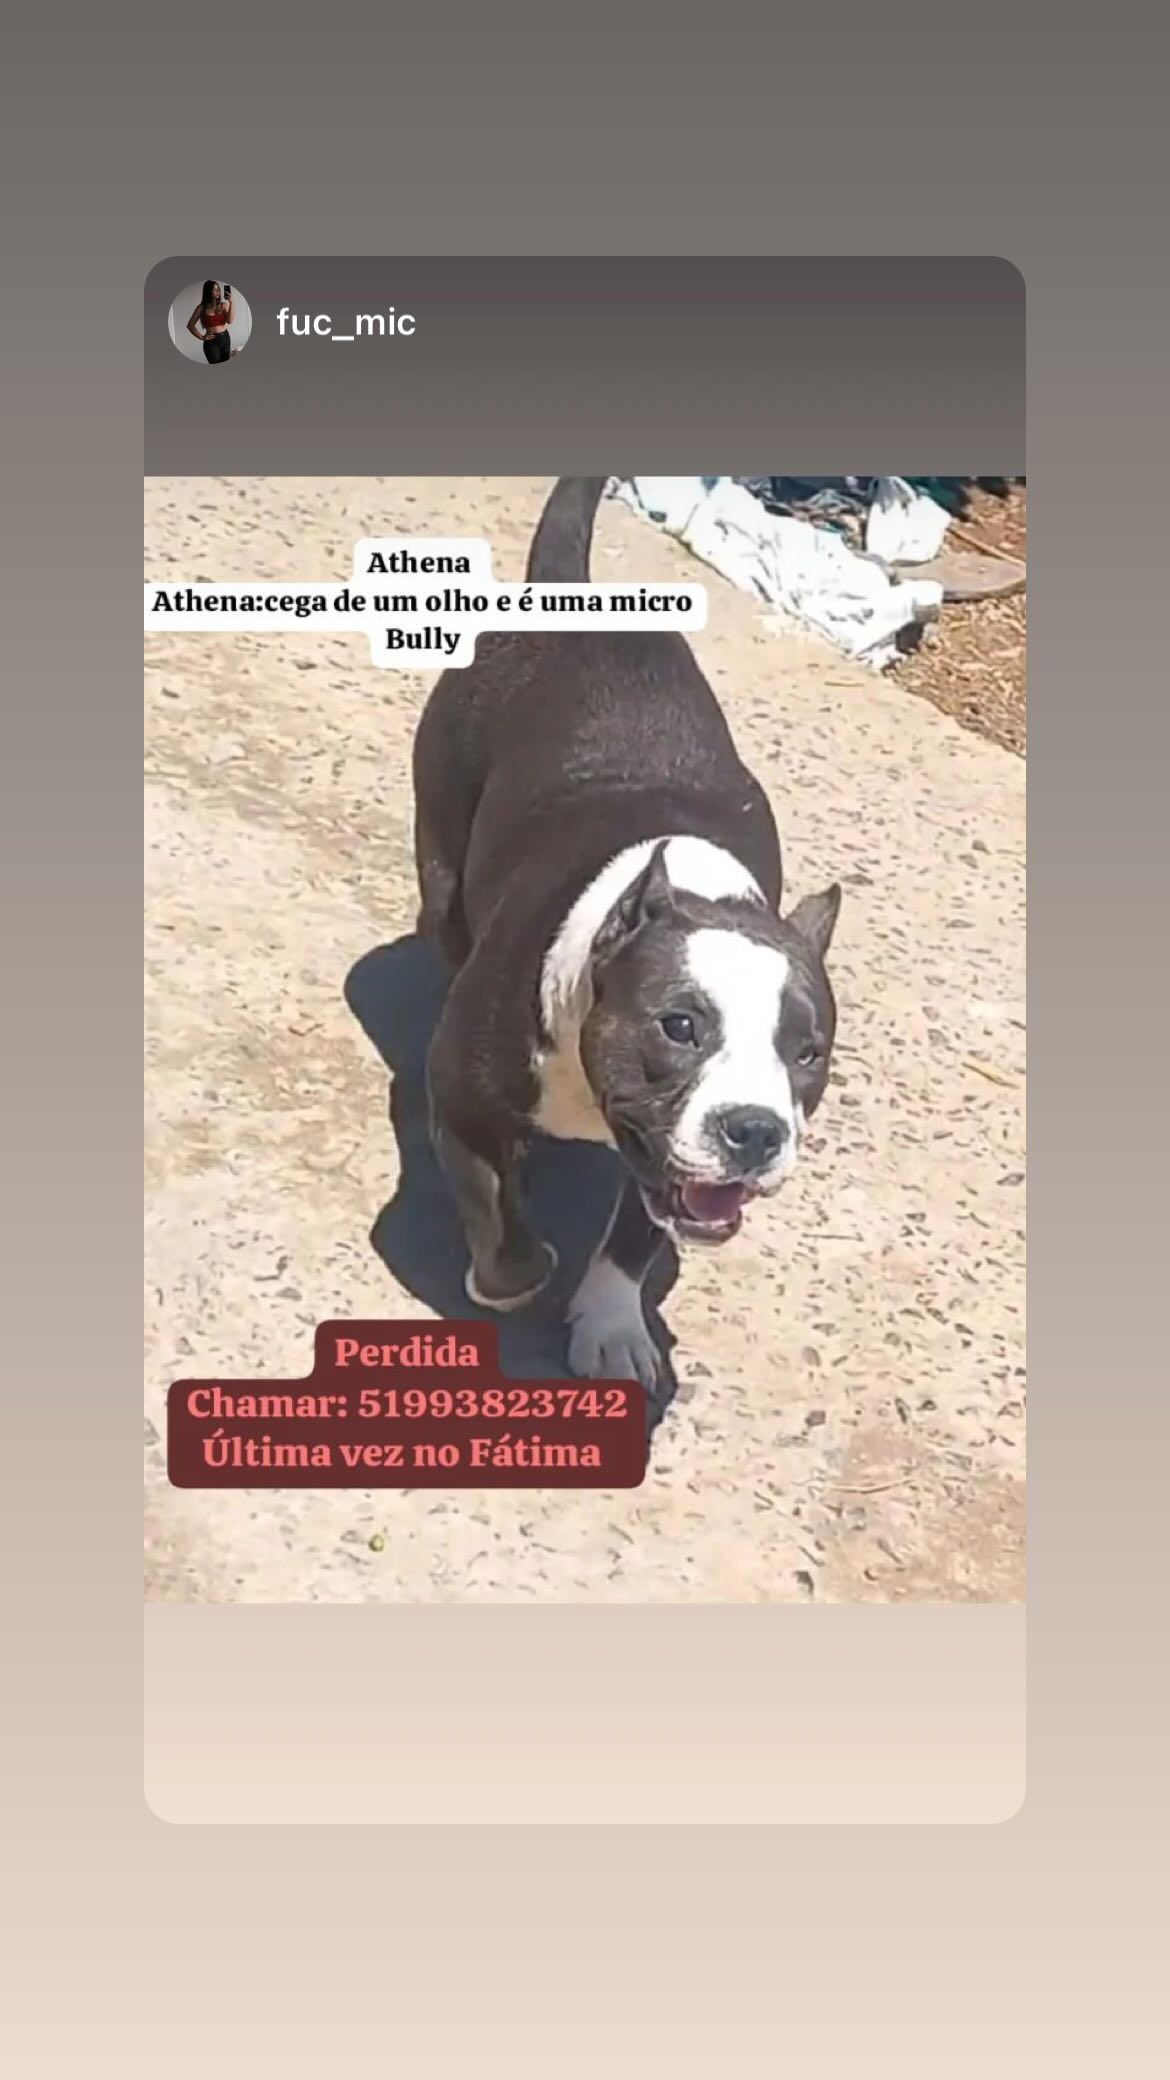 fuc_mic
Athena
Athena:cega de um olho e é uma micro
Bully
Perdida
Chamar: 51993823742
Última vez no Fátima